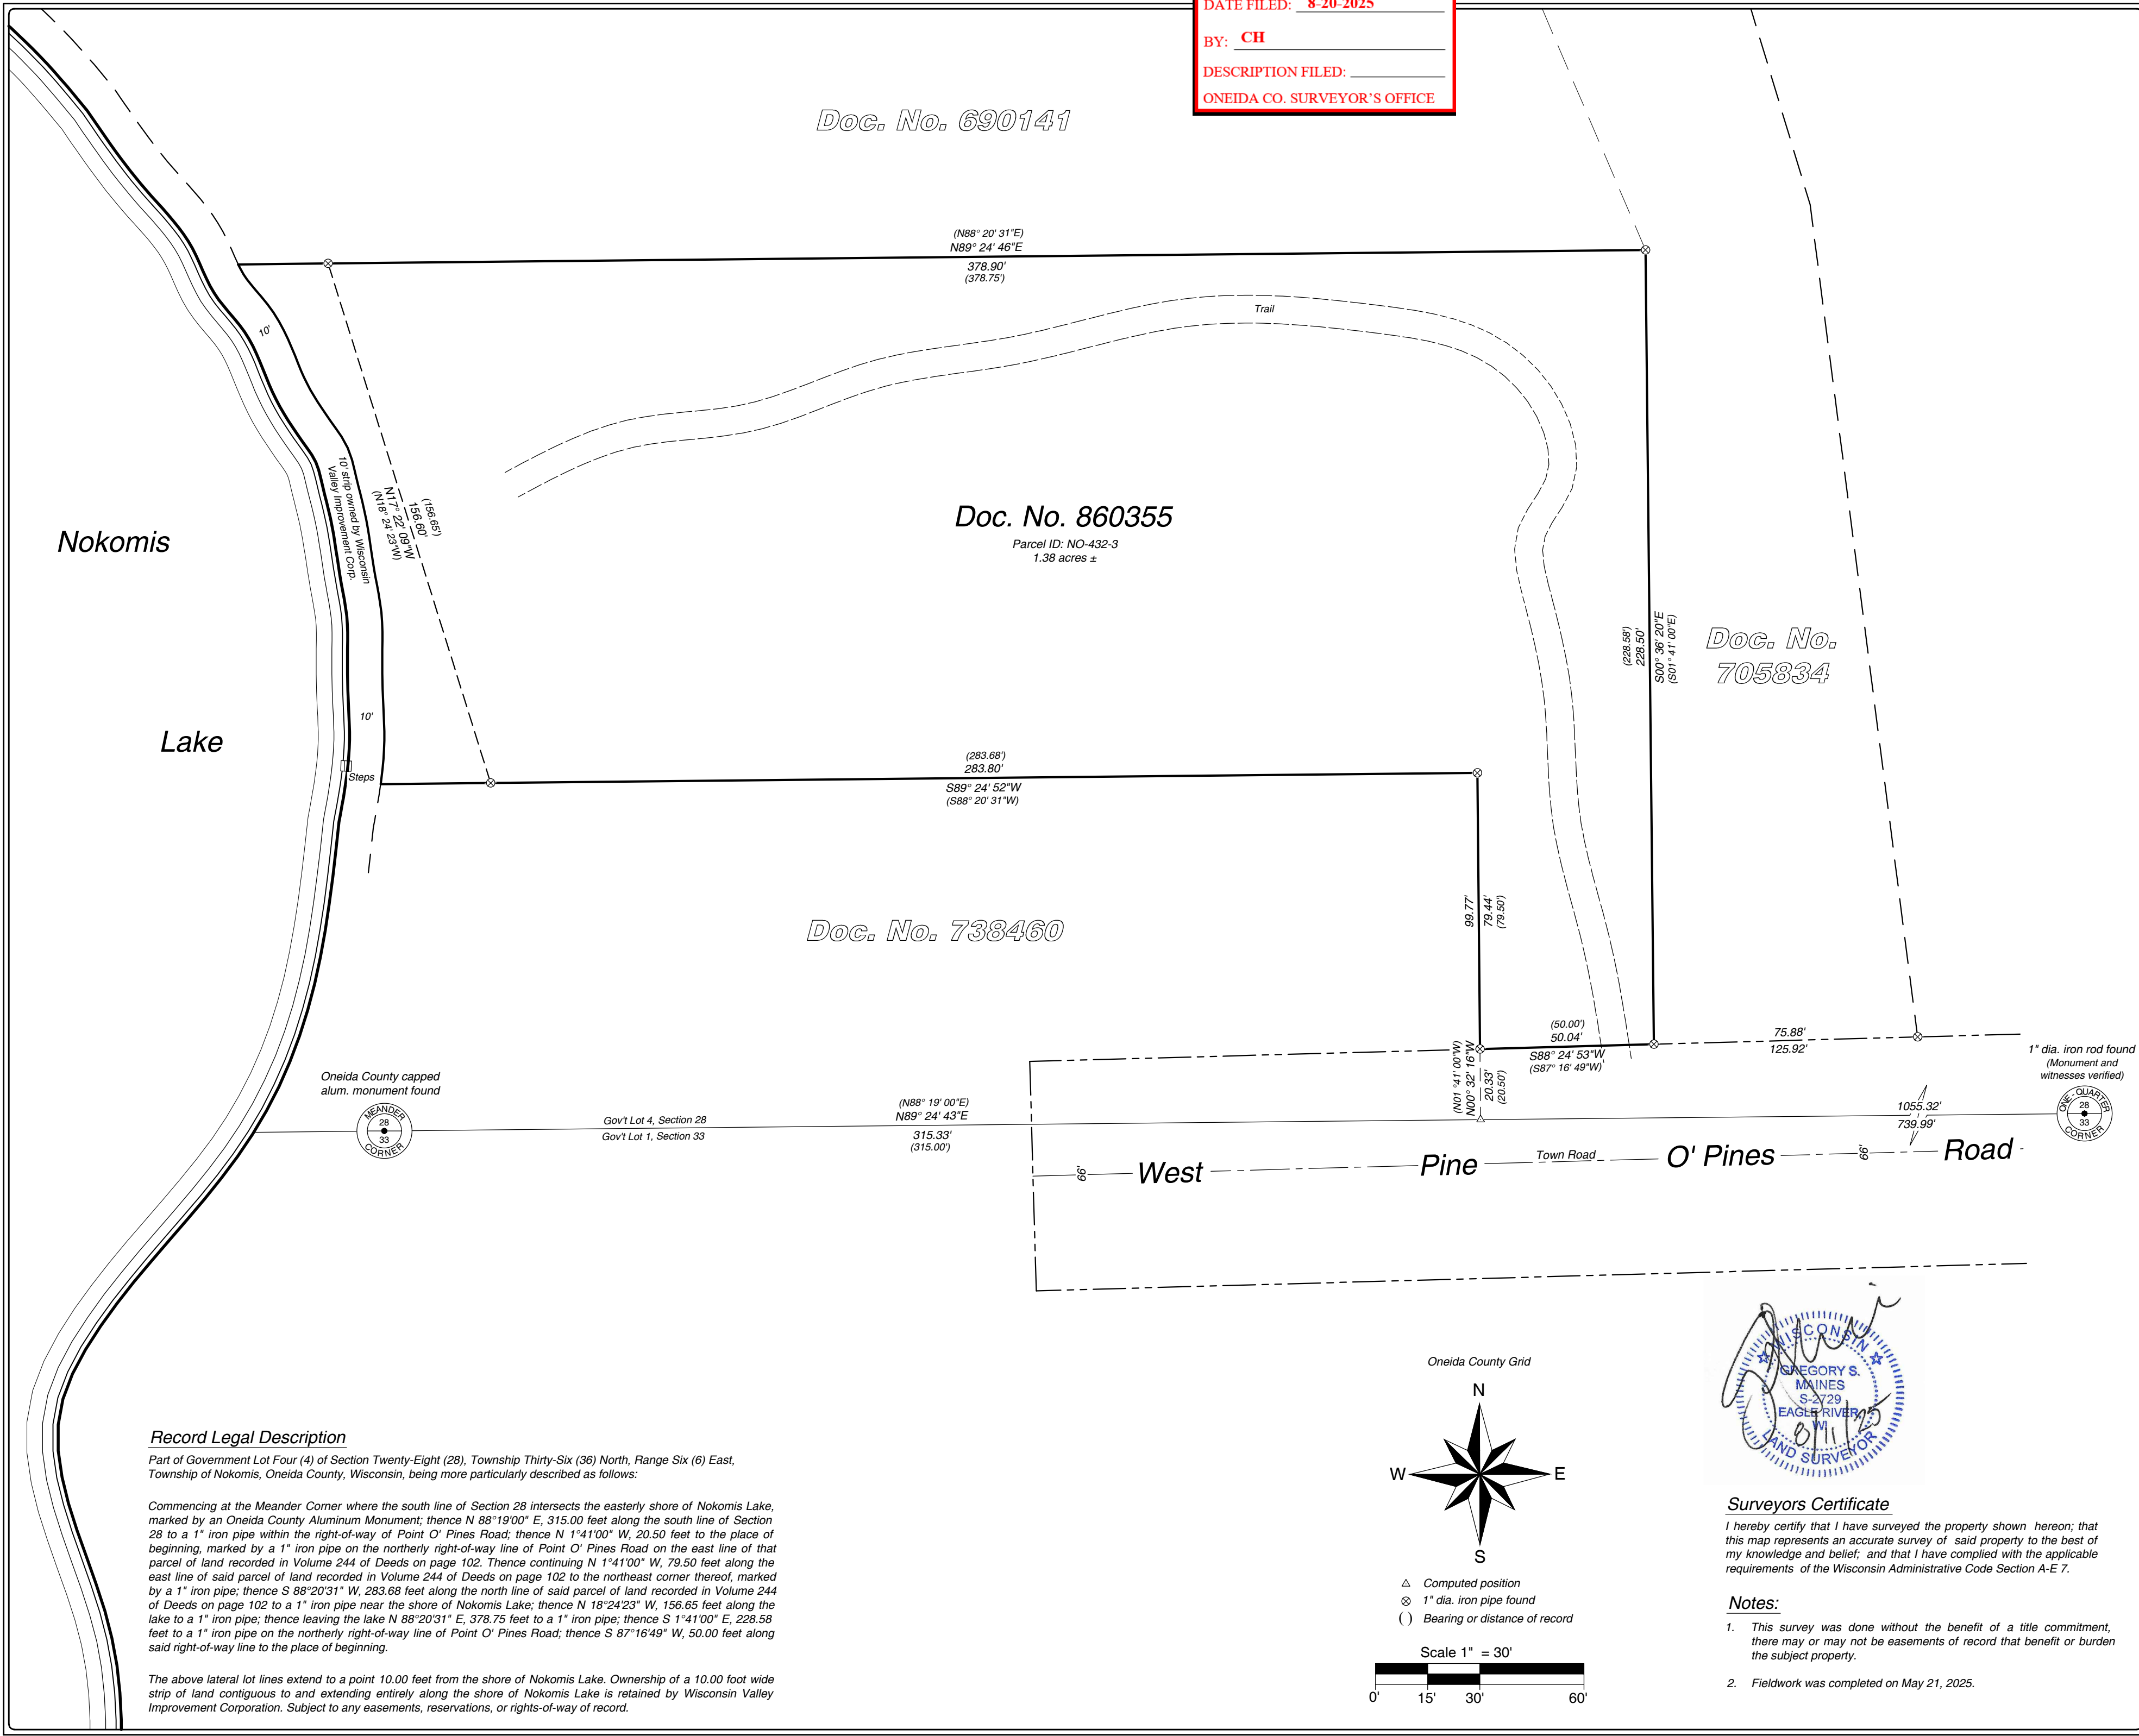 DATE FILED: 8-20-2025
BY: CH
DESCRIPTION FILED:
ONEIDA CO. SURVEYOR'S OFFICE
Doc. No. 690141
(N88° 20' 31"E)
N89° 24' 46"E
378.90'
(378.75')
Trail
10'
10' strip owned by Wisconsin
Valley Improvement Corp.
(156.65')
156.60'
N17° 22' 09"W
(N18° 24' 23"W)
Nokomis
Lake
Doc. No. 860355
Parcel ID: NO-432-3
1.38 acres ±
(228.58')
228.50'
S00° 36' 20"E
(S01° 41' 00"E)
Doc. No.
705834
10'
Steps
(283.68')
283.80'
S89° 24' 52"W
(S88° 20' 31"W)
99.77'
79.44'
(79.50')
Doc. No. 738460
(50.00')
50.04'
S88° 24' 53"W
(S87° 16' 49"W)
75.88'
125.92'
(N01 °41' 00"W)
N00° 32' 16"W
20.33'
(20.50')
1" dia. iron rod found
(Monument and
witnesses verified)
ONE-QUARTER
28
33
CORNER
Oneida County capped
alum. monument found
MEANDER
28
33
CORNER
Gov't Lot 4, Section 28
Gov't Lot 1, Section 33
(N88° 19' 00"E)
N89° 24' 43"E
315.33'
(315.00')
1055.32'
739.99'
66'
West Pine Town Road O' Pines Road
66'
Oneida County Grid
N
W
E
S
△ Computed position
⊗ 1" dia. iron pipe found
( ) Bearing or distance of record
Scale 1" = 30'
0' 15' 30' 60'
WISCONSIN
GREGORY S.
MAINES
S-2729
EAGLE RIVER,
WI
LAND SURVEYOR
8/11/25
Record Legal Description
Part of Government Lot Four (4) of Section Twenty-Eight (28), Township Thirty-Six (36) North, Range Six (6) East,
Township of Nokomis, Oneida County, Wisconsin, being more particularly described as follows:
Commencing at the Meander Corner where the south line of Section 28 intersects the easterly shore of Nokomis Lake,
marked by an Oneida County Aluminum Monument; thence N 88°19'00" E, 315.00 feet along the south line of Section
28 to a 1" iron pipe within the right-of-way of Point O' Pines Road; thence N 1°41'00" W, 20.50 feet to the place of
beginning, marked by a 1" iron pipe on the northerly right-of-way line of Point O' Pines Road on the east line of that
parcel of land recorded in Volume 244 of Deeds on page 102. Thence continuing N 1°41'00" W, 79.50 feet along the
east line of said parcel of land recorded in Volume 244 of Deeds on page 102 to the northeast corner thereof, marked
by a 1" iron pipe; thence S 88°20'31" W, 283.68 feet along the north line of said parcel of land recorded in Volume 244
of Deeds on page 102 to a 1" iron pipe near the shore of Nokomis Lake; thence N 18°24'23" W, 156.65 feet along the
lake to a 1" iron pipe; thence leaving the lake N 88°20'31" E, 378.75 feet to a 1" iron pipe; thence S 1°41'00" E, 228.58
feet to a 1" iron pipe on the northerly right-of-way line of Point O' Pines Road; thence S 87°16'49" W, 50.00 feet along
said right-of-way line to the place of beginning.
The above lateral lot lines extend to a point 10.00 feet from the shore of Nokomis Lake. Ownership of a 10.00 foot wide
strip of land contiguous to and extending entirely along the shore of Nokomis Lake is retained by Wisconsin Valley
Improvement Corporation. Subject to any easements, reservations, or rights-of-way of record.
Surveyors Certificate
I hereby certify that I have surveyed the property shown hereon; that
this map represents an accurate survey of said property to the best of
my knowledge and belief; and that I have complied with the applicable
requirements of the Wisconsin Administrative Code Section A-E 7.
Notes:
1. This survey was done without the benefit of a title commitment,
there may or may not be easements of record that benefit or burden
the subject property.
2. Fieldwork was completed on May 21, 2025.